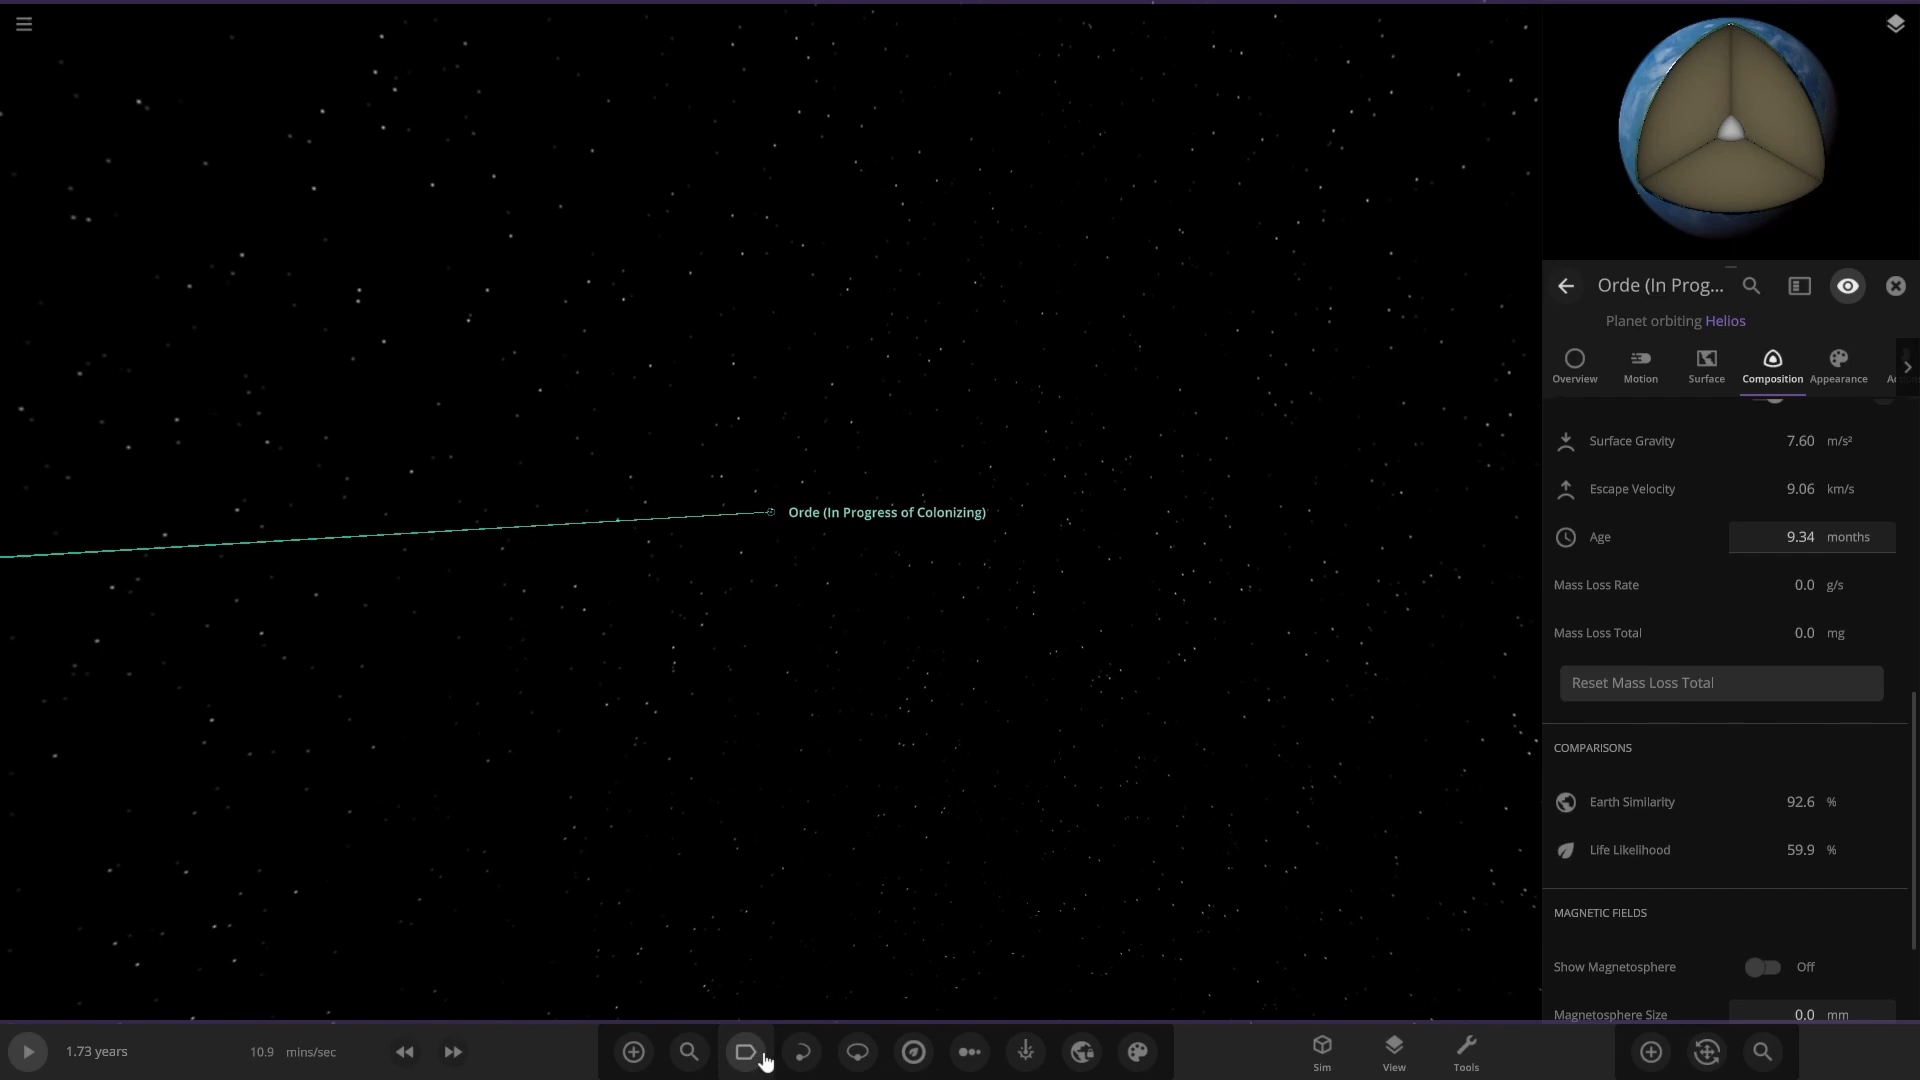 Orde (In Prog...
Planet orbiting Helios
Overview
Motion
Surface
Composition
Appearance
Surface Gravity 7.60 m/s²
Escape Velocity 9.06 km/s
Orde (In Progress of Colonizing)
Age 9.34 months
Mass Loss Rate 0.0 g/s
Mass Loss Total 0.0 mg
Reset Mass Loss Total
COMPARISONS
Earth Similarity 92.6 %
Life Likelihood 59.9 %
MAGNETIC FIELDS
Show Magnetosphere Off
Magnetosphere Size 0.0 mm
1.73 years
10.9 mins/sec
Sim
View
Tools